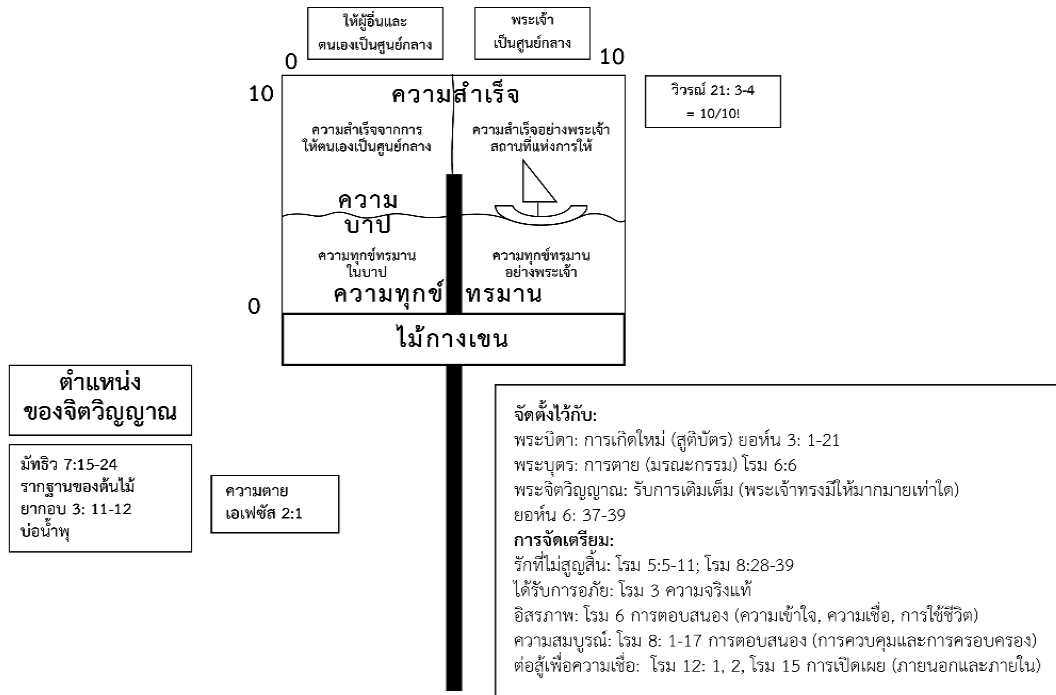 ให้ผู้อื่นและ
ตนเองเป็นศูนย์กลาง
พระเจ้า
เป็นศูนย์กลาง
0
10
10
ความสำเร็จ
วิวรณ์ 21: 3-4
= 10/10!
ความสำเร็จจากการ
ให้ตนเองเป็นศูนย์กลาง
ความสำเร็จอย่างพระเจ้า
สถานที่แห่งการให้
ความ
บาป
ความทุกข์ทรมาน
ในบาป
ความทุกข์ทรมาน
อย่างพระเจ้า
ความทุกข์ ทรมาน
0
ไม้กางเขน
ตำแหน่ง
ของจิตวิญญาณ
มัทธิว 7:15-24
รากฐานของต้นไม้
ยากอบ 3: 11-12
บ่อน้ำพุ
ความตาย
เอเฟซัส 2:1
จัดตั้งไว้กับ:
พระบิดา: การเกิดใหม่ (สูติบัตร) ยอห์น 3: 1-21
พระบุตร: การตาย (มรณะกรรม) โรม 6:6
พระจิตวิญญาณ: รับการเติมเต็ม (พระเจ้าทรงมีให้มากมายเท่าใด)
ยอห์น 6: 37-39
การจัดเตรียม:
รักที่ไม่สูญสิ้น: โรม 5:5-11; โรม 8:28-39
ได้รับการอภัย: โรม 3 ความจริงแท้
อิสรภาพ: โรม 6 การตอบสนอง (ความเข้าใจ, ความเชื่อ, การใช้ชีวิต)
ความสมบูรณ์: โรม 8: 1-17 การตอบสนอง (การควบคุมและการครอบครอง)
ต่อสู้เพื่อความเชื่อ: โรม 12: 1, 2, โรม 15 การเปิดเผย (ภายนอกและภายใน)